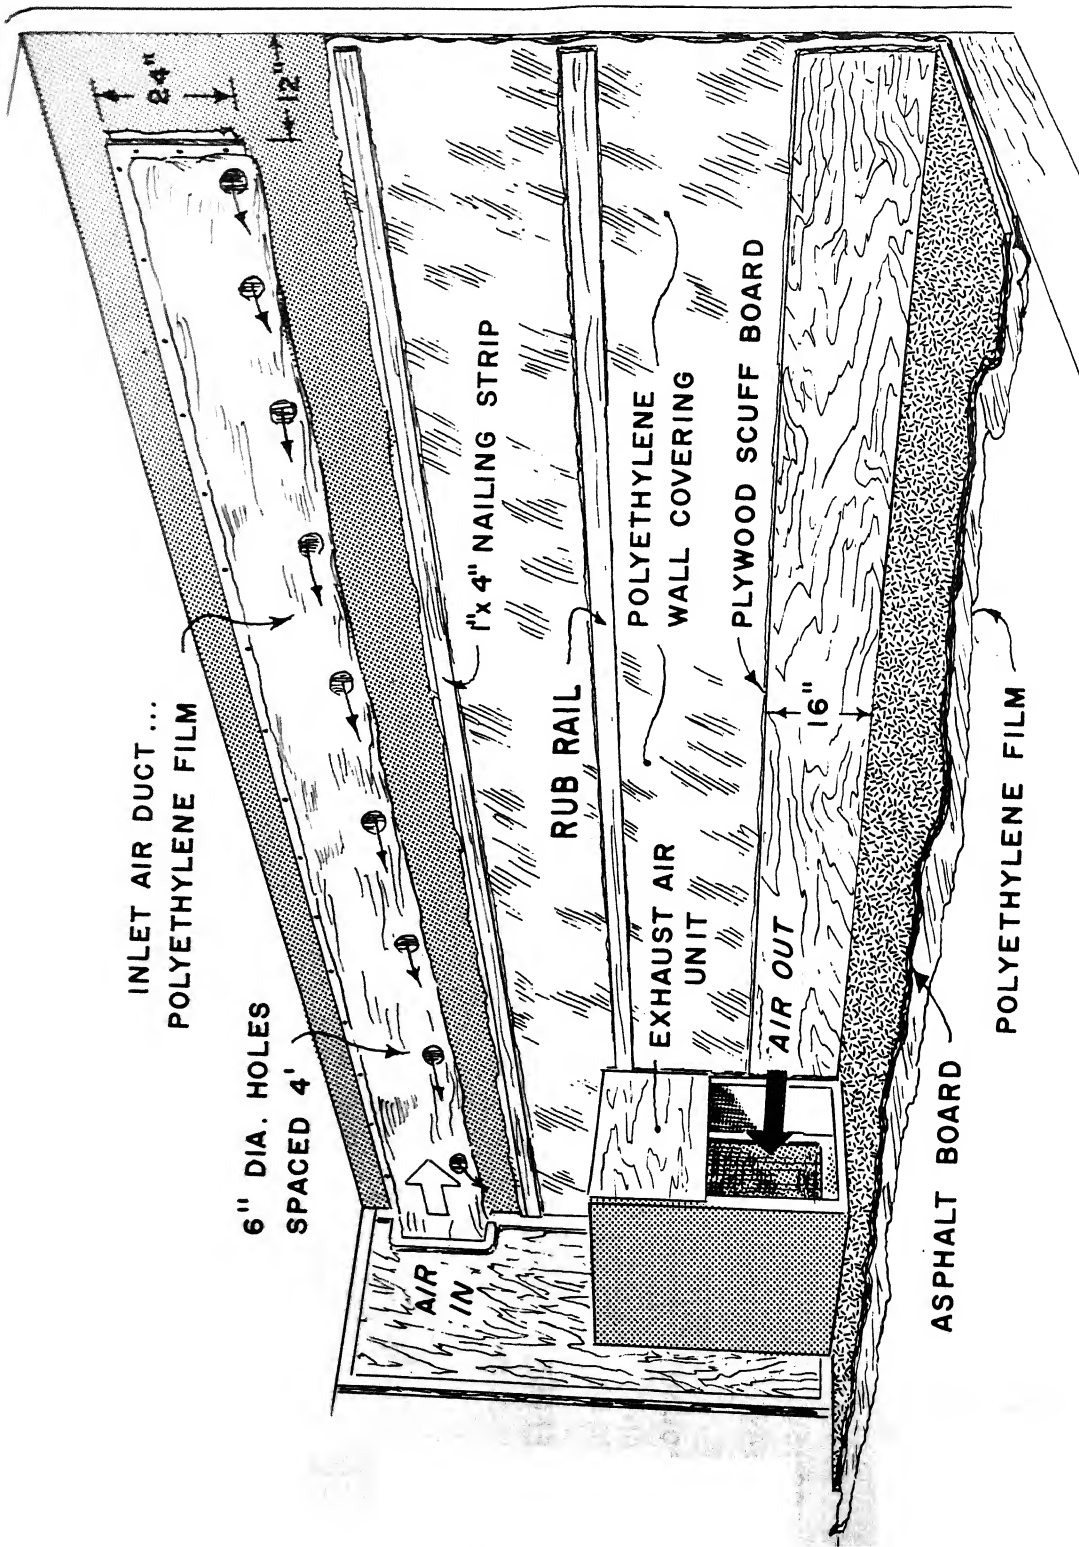 INLET AIR DUCT...
POLYETHYLENE FILM
24"
12"
6" DIA. HOLES
SPACED 4'
1"x 4" NAILING STRIP
AIR
IN
RUB RAIL
POLYETHYLENE
WALL COVERING
EXHAUST AIR
UNIT
PLYWOOD SCUFF BOARD
AIR OUT
16"
ASPHALT BOARD
POLYETHYLENE FILM